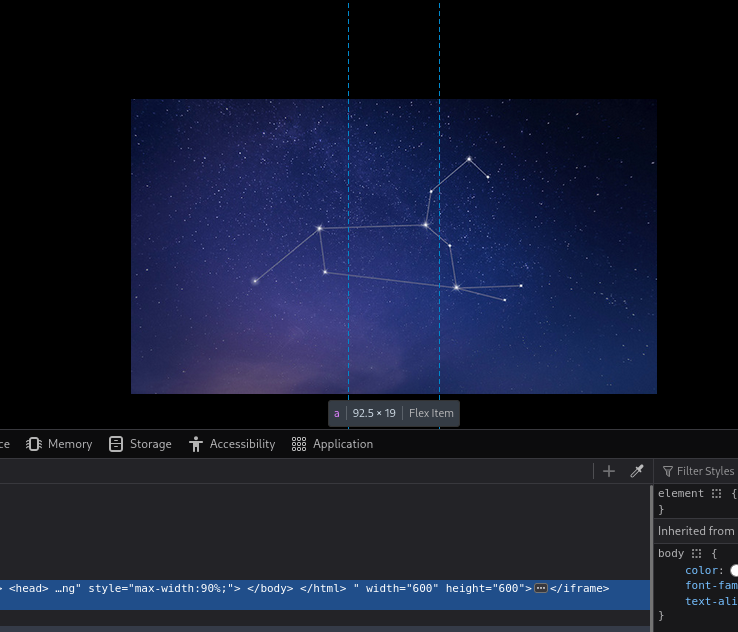 a 92.5 × 19 Flex Item
ce Memory Storage Accessibility Application
Filter Styles
element {
}
Inherited from
body {
color:
font-fam
text-ali
}
> <head> …ng" style="max-width:90%;"> </body> </html> " width="600" height="600"></iframe>